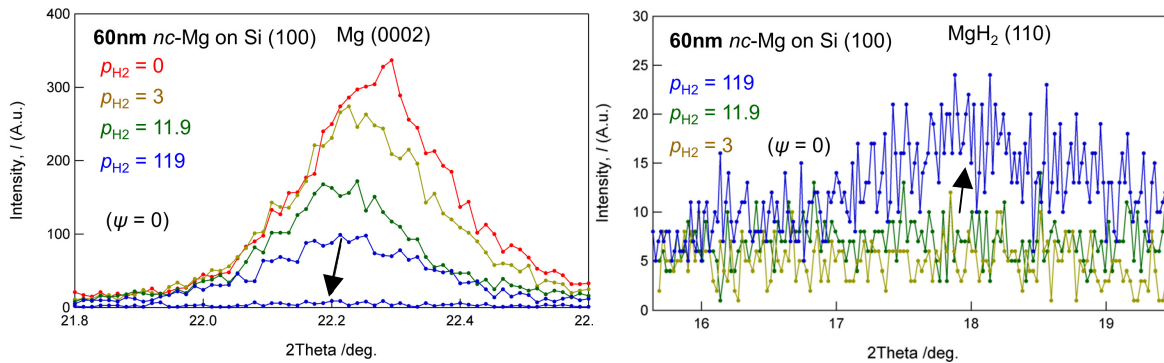 400
300
200
100
0
Intensity, I (A.u.)
60nm nc-Mg on Si (100)
Mg (0002)
pH2 = 0
pH2 = 3
pH2 = 11.9
pH2 = 119
(ψ = 0)
21.8 22.0 22.2 22.4 22.
2Theta /deg.
30
25
20
15
10
5
0
Intensity, I (A.u.)
60nm nc-Mg on Si (100)
MgH2 (110)
pH2 = 119
pH2 = 11.9
pH2 = 3
(ψ = 0)
16 17 18 19
2Theta /deg.